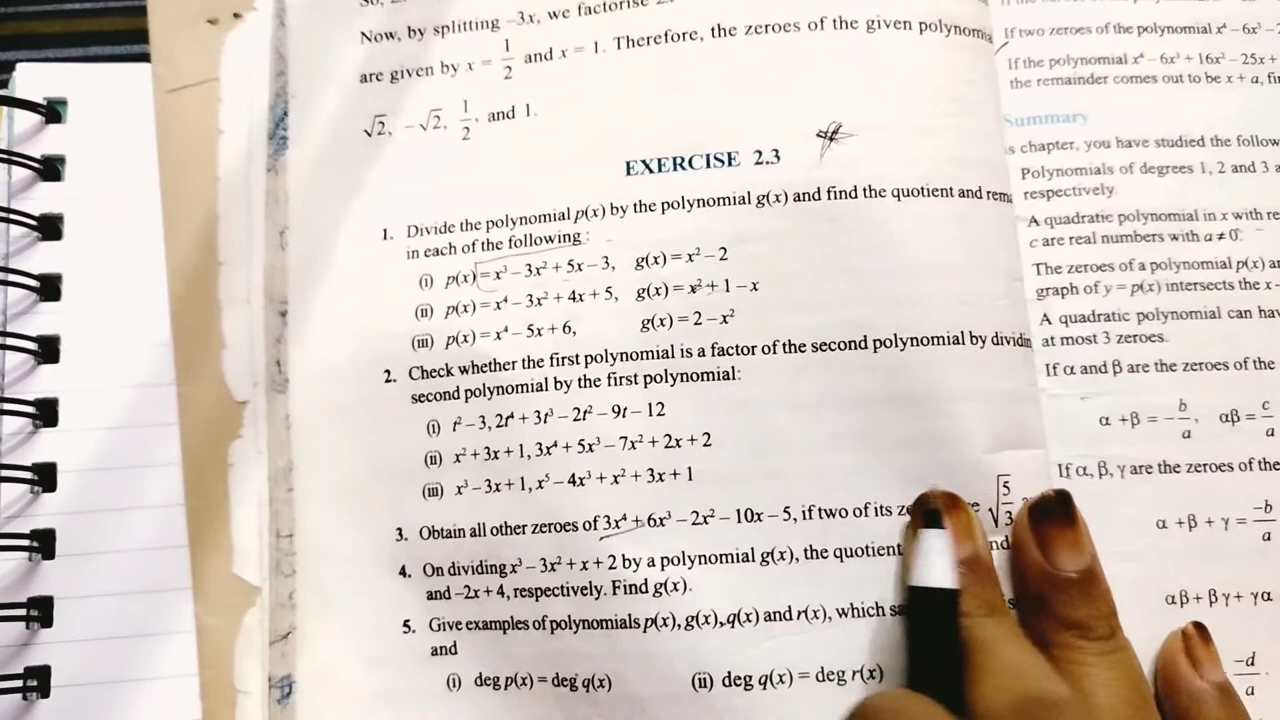 Now, by splitting –3x, we factorise
are given by x = 1/2 and x = 1. Therefore, the zeroes of the given
√2, –√2, 1/2, and 1.
EXERCISE 2.3
1. Divide the polynomial p(x) by the polynomial g(x) and find the quotient and
in each of the following :
(i) p(x) = x³ – 3x² + 5x – 3, g(x) = x² – 2
(ii) p(x) = x⁴ – 3x² + 4x + 5, g(x) = x² + 1 – x
(iii) p(x) = x⁴ – 5x + 6, g(x) = 2 – x²
2. Check whether the first polynomial is a factor of the second polynomial by
second polynomial by the first polynomial:
(i) t² – 3, 2t⁴ + 3t³ – 2t² – 9t – 12
(ii) x² + 3x + 1, 3x⁴ + 5x³ – 7x² + 2x + 2
(iii) x³ – 3x + 1, x⁵ – 4x³ + x² + 3x + 1
3. Obtain all other zeroes of 3x⁴ + 6x³ – 2x² – 10x – 5, if two of its √5/3
4. On dividing x³ – 3x² + x + 2 by a polynomial g(x), the quotient
and –2x + 4, respectively. Find g(x).
5. Give examples of polynomials p(x), g(x), q(x) and r(x), which
and
(i) deg p(x) = deg q(x) (ii) deg q(x) = deg r(x)
If two zeroes of the polynomial x⁴ – 6x³ –
If the polynomial x⁴ – 6x³ + 16x² – 25x +
the remainder comes out to be x + a,
Summary
chapter, you have studied the
Polynomials of degrees 1, 2 and 3
respectively.
A quadratic polynomial in x with
c are real numbers with a ≠ 0.
The zeroes of a polynomial p(x)
graph of y = p(x) intersects the
A quadratic polynomial can
at most 3 zeroes.
If α and β are the zeroes of the
α + β = – b/a, αβ = c/a
If α, β, γ are the zeroes of the
α + β + γ = –b/a
αβ + βγ + γα
–d/a